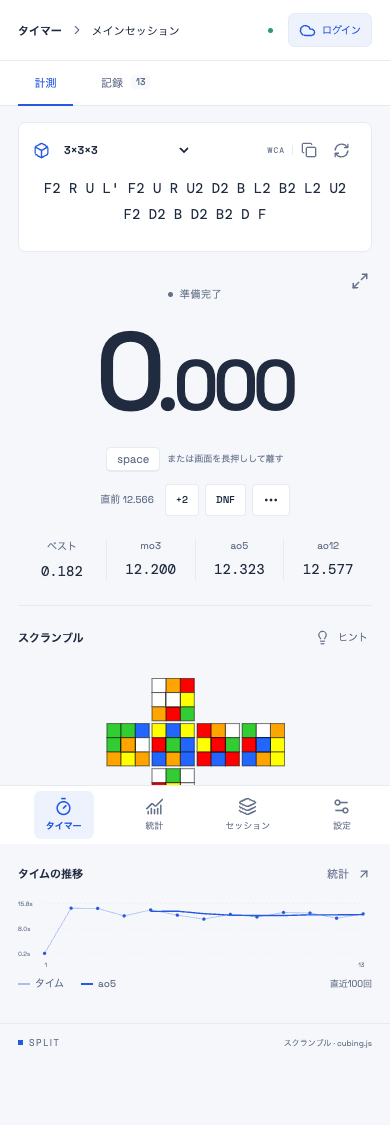 タイマー > メインセッション
ログイン
計測
記録 13
3×3×3
WCA
F2 R U L' F2 U R U2 D2 B L2 B2 L2 U2
F2 D2 B D2 B2 D F
準備完了
0.000
space または画面を長押しして離す
直前 12.566 +2 DNF
ベスト mo3 ao5 ao12
0.182 12.200 12.323 12.577
スクランブル ヒント
タイマー 統計 セッション 設定
タイムの推移 統計
15.8s
8.0s
0.2s
1 13
タイム ao5 直近100回
SPLIT スクランブル · cubing.js